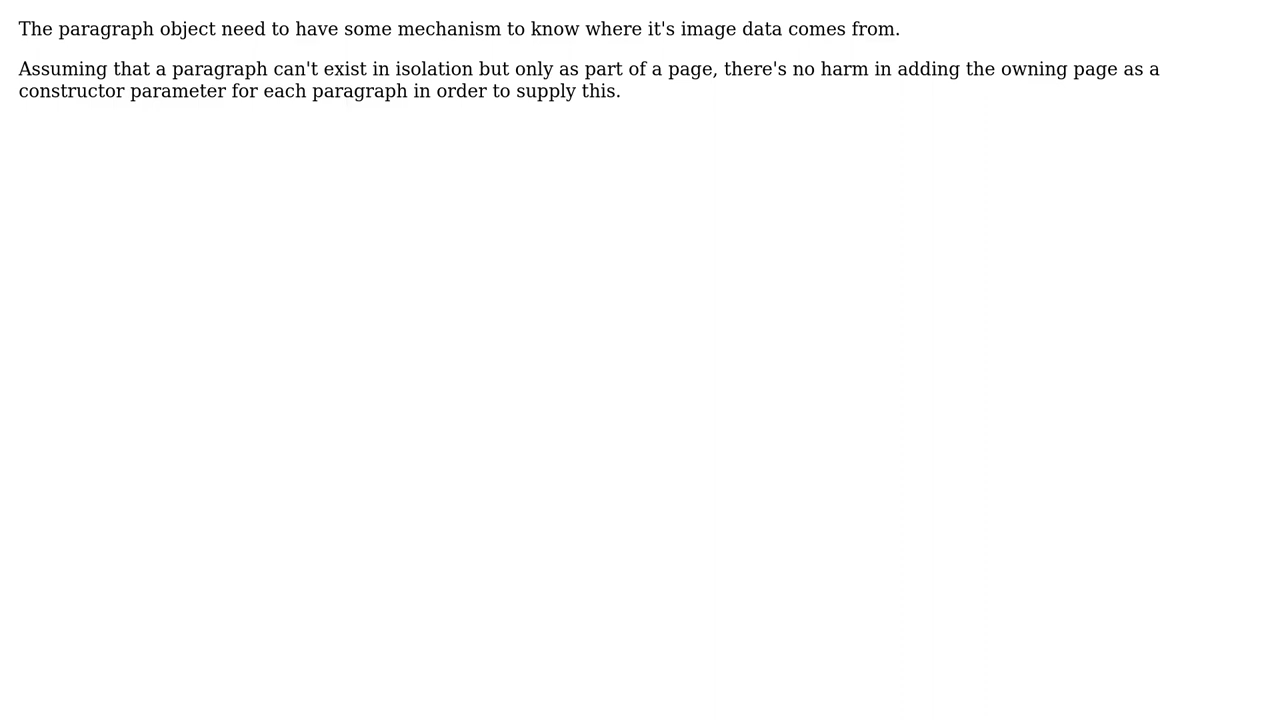 The paragraph object need to have some mechanism to know where it's image data comes from.
Assuming that a paragraph can't exist in isolation but only as part of a page, there's no harm in adding the owning page as a
constructor parameter for each paragraph in order to supply this.